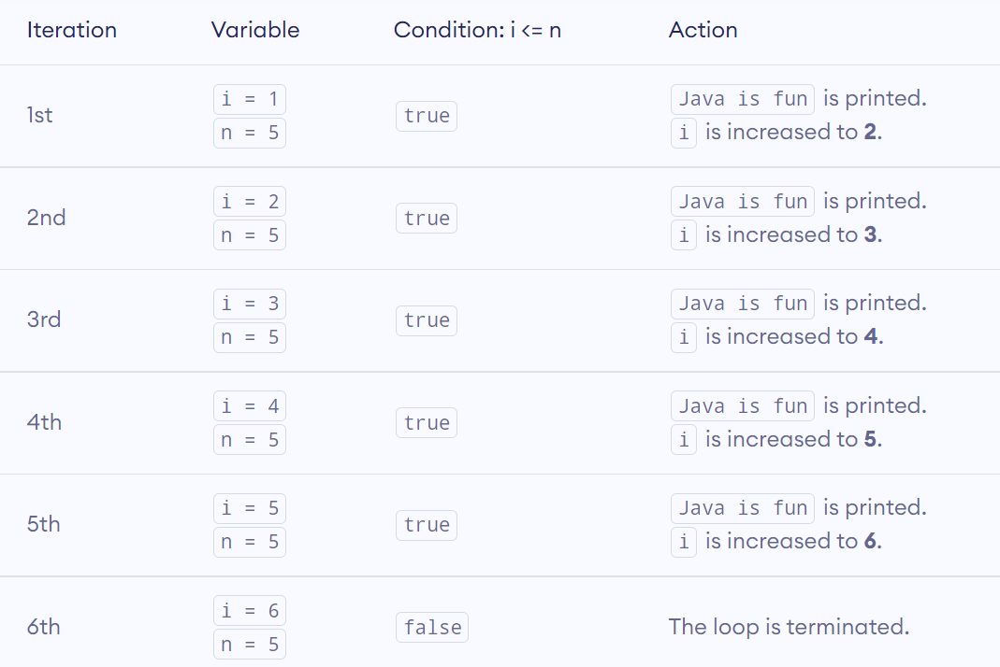 Iteration Variable Condition: i <= n Action
1st
i = 1
n = 5
true
Java is fun is printed.
i is increased to 2.
2nd
i = 2
n = 5
true
Java is fun is printed.
i is increased to 3.
3rd
i = 3
n = 5
true
Java is fun is printed.
i is increased to 4.
4th
i = 4
n = 5
true
Java is fun is printed.
i is increased to 5.
5th
i = 5
n = 5
true
Java is fun is printed.
i is increased to 6.
6th
i = 6
n = 5
false
The loop is terminated.